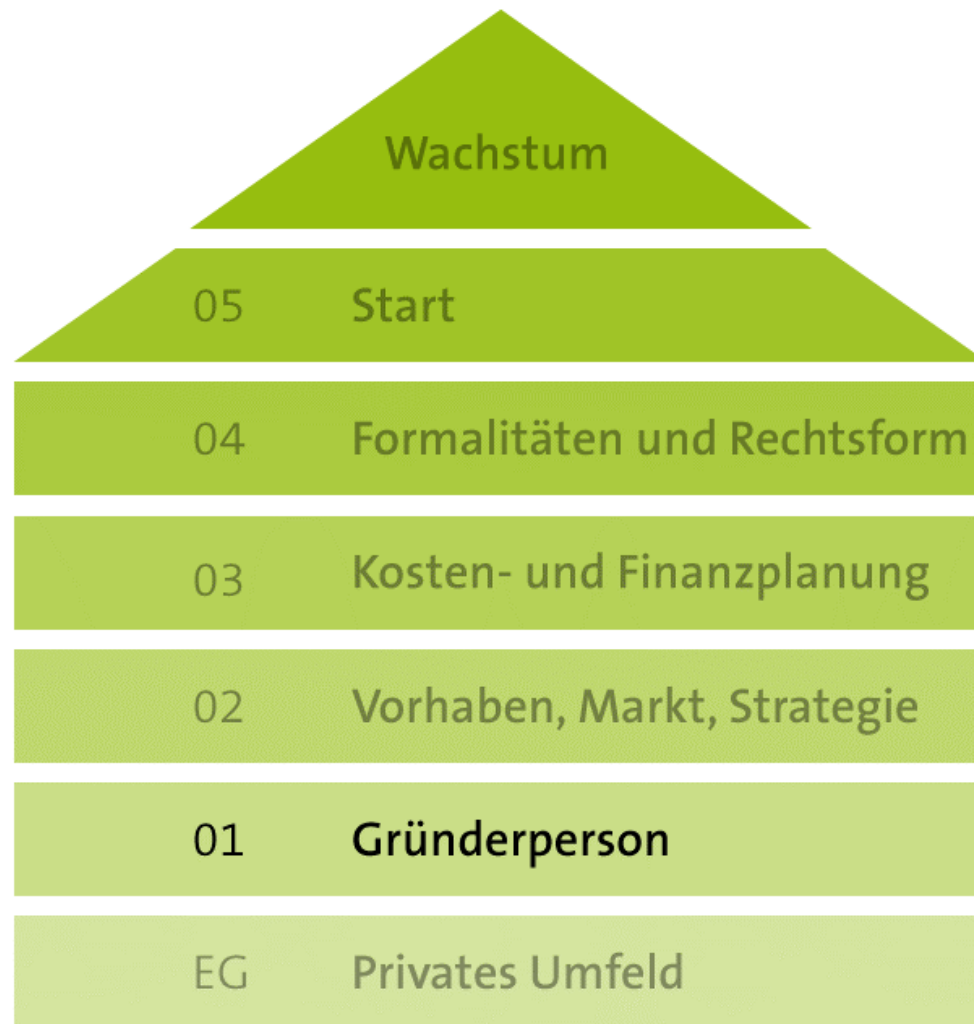 Wachstum
05 Start
04 Formalitäten und Rechtsform
03 Kosten- und Finanzplanung
02 Vorhaben, Markt, Strategie
01 Gründerperson
EG Privates Umfeld